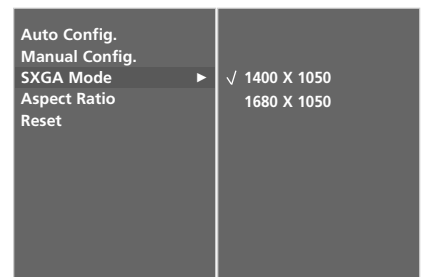 Auto Config.
Manual Config.
SXGA Mode ►
Aspect Ratio
Reset
√ 1400 X 1050
1680 X 1050